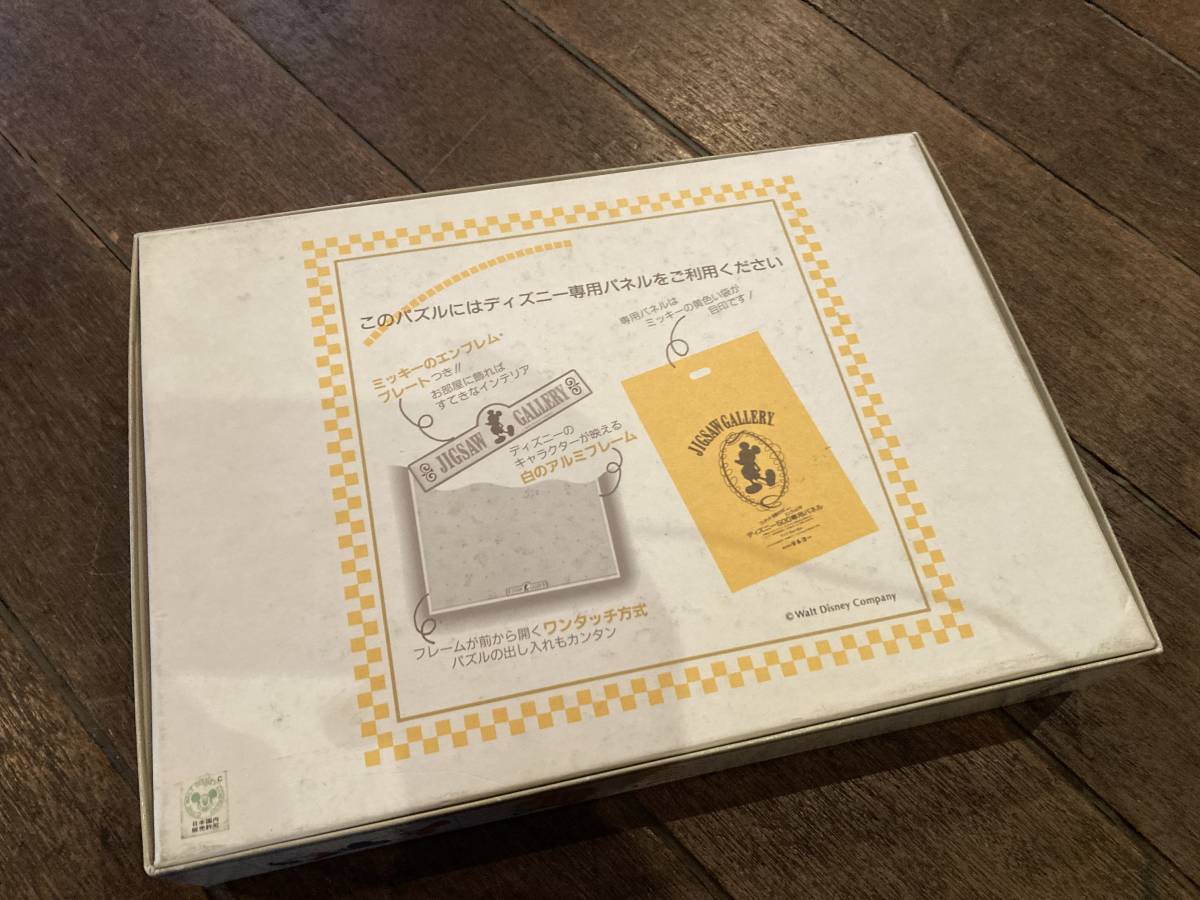 このパズルにはディズニー専用パネルをご利用ください
専用パネルは
ミッキーの黄色い袋が
目印です!
ミッキーのエンブレム・
プレートつき!!
お部屋に飾れば
すてきなインテリア
JIGSAW GALLERY
ディズニーの
キャラクターが映える
白のアルミフレーム
JIGSAW GALLERY
ディズニー500専用パネル
フレームが前から開くワンタッチ方式
パズルの出し入れもカンタン
© Walt Disney Company
日本国内
販売許諾